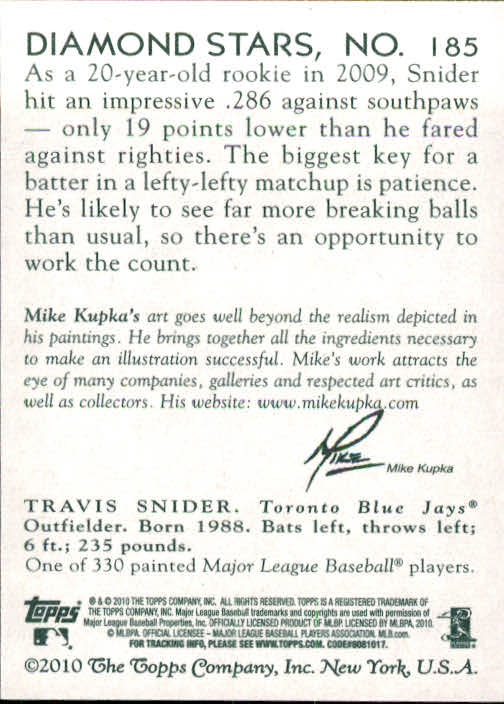 DIAMOND STARS, NO. 185
As a 20-year-old rookie in 2009, Snider
hit an impressive .286 against southpaws
— only 19 points lower than he fared
against righties. The biggest key for a
batter in a lefty-lefty matchup is patience.
He's likely to see far more breaking balls
than usual, so there's an opportunity to
work the count.
Mike Kupka's art goes well beyond the realism depicted in
his paintings. He brings together all the ingredients necessary
to make an illustration successful. Mike's work attracts the
eye of many companies, galleries and respected art critics, as
well as collectors. His website: www.mikekupka.com
Mike
Mike Kupka
TRAVIS SNIDER. Toronto Blue Jays®
Outfielder. Born 1988. Bats left, throws left;
6 ft.; 235 pounds.
One of 330 painted Major League Baseball® players.
Topps
® & © 2010 THE TOPPS COMPANY, INC. ALL RIGHTS RESERVED. TOPPS IS A REGISTERED TRADEMARK OF
THE TOPPS COMPANY, INC. Major League Baseball trademarks and copyrights are used with permission of
Major League Baseball Properties, Inc. OFFICIALLY LICENSED PRODUCT OF MLBP. LICENSED BY MLBPA, 2010.
© MLBPA. OFFICIAL LICENSEE – MAJOR LEAGUE BASEBALL PLAYERS ASSOCIATION. MLB.com.
FOR TRACKING INFO, PLEASE SEE WWW.TOPPS.COM. CODE#9081017.
©2010 The Topps Company, Inc. New York, U.S.A.